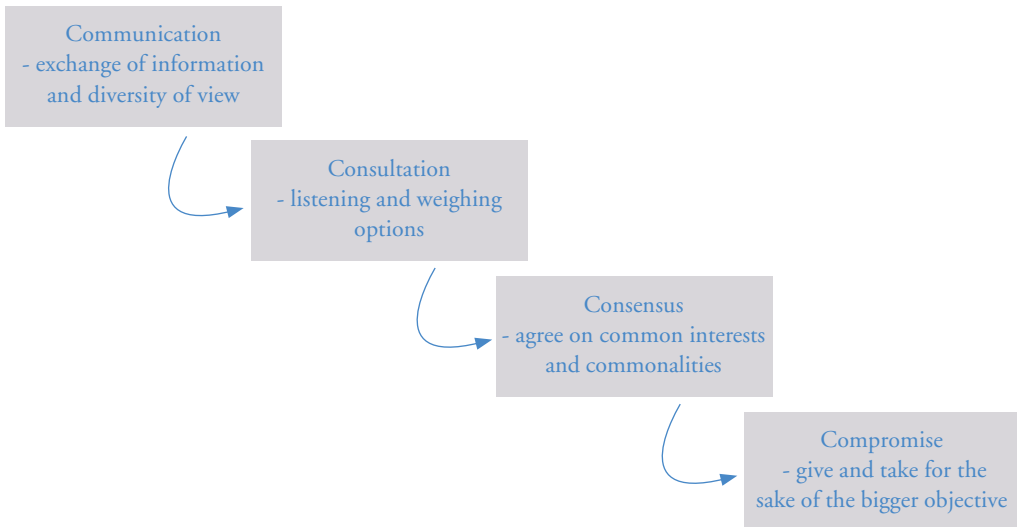 Communication
- exchange of information
and diversity of view
Consultation
- listening and weighing
options
Consensus
- agree on common interests
and commonalities
Compromise
- give and take for the
sake of the bigger objective